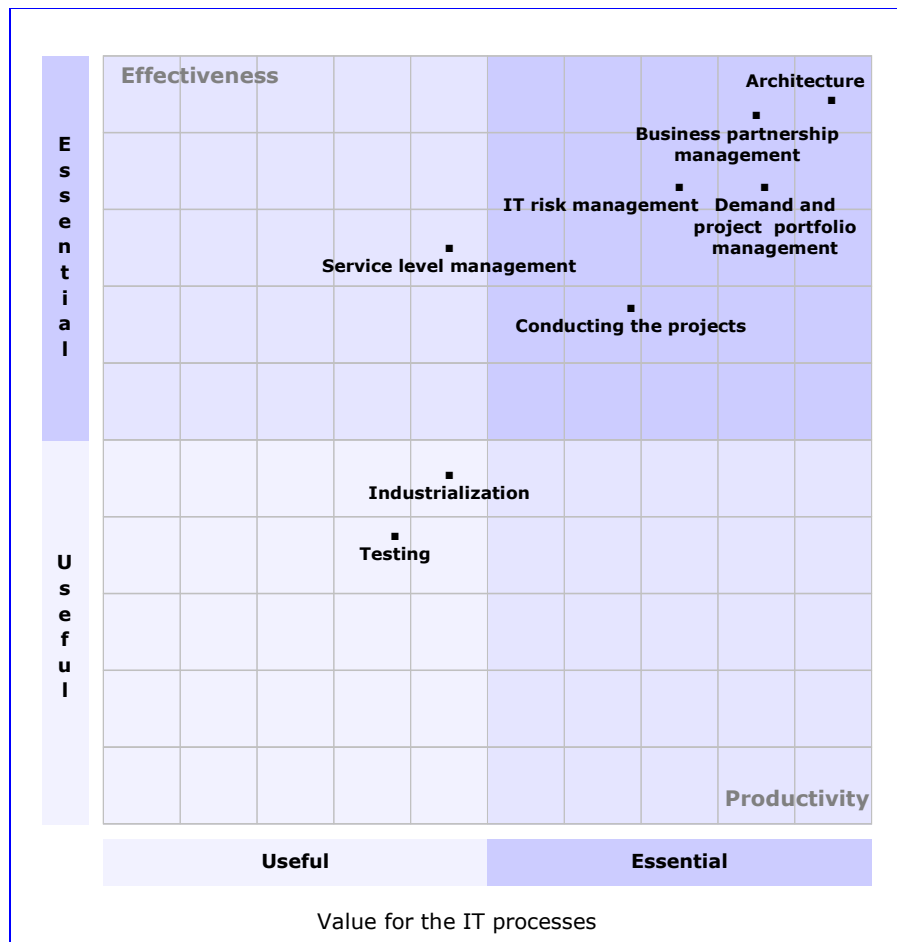 Effectiveness
Architecture
Business partnership
management
IT risk management
Demand and
project portfolio
management
Service level management
Conducting the projects
Industrialization
Testing
Productivity
E
s
s
e
n
t
i
a
l
U
s
e
f
u
l
Useful
Essential
Value for the IT processes